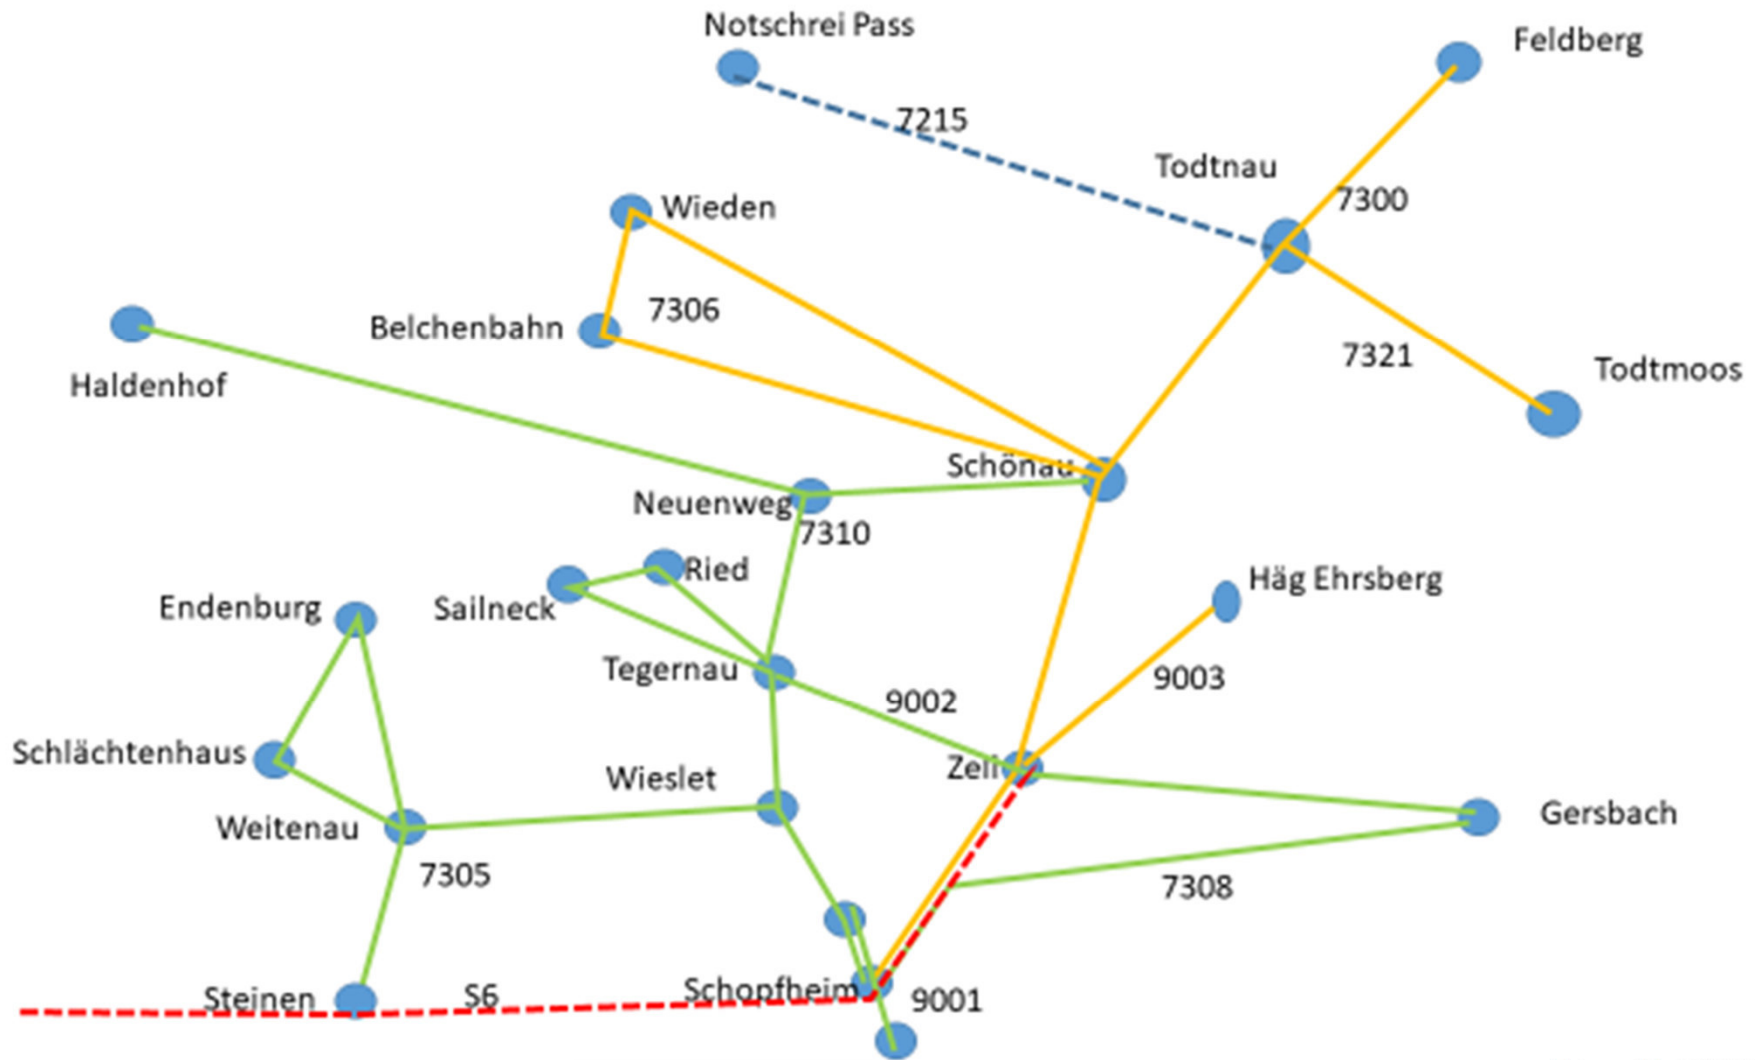 Notschrei Pass
Feldberg
7215
Todtnau
7300
Wieden
7306
Belchenbahn
7321
Todtmoos
Haldenhof
Schönau
Neuenweg
7310
Ried
Häg Ehrsberg
Endenburg
Sailneck
Tegernau
9002
9003
Schlächtenhaus
Wieslet
Zell
Gersbach
Weitenau
7305
7308
Steinen
S6
Schopfheim
9001